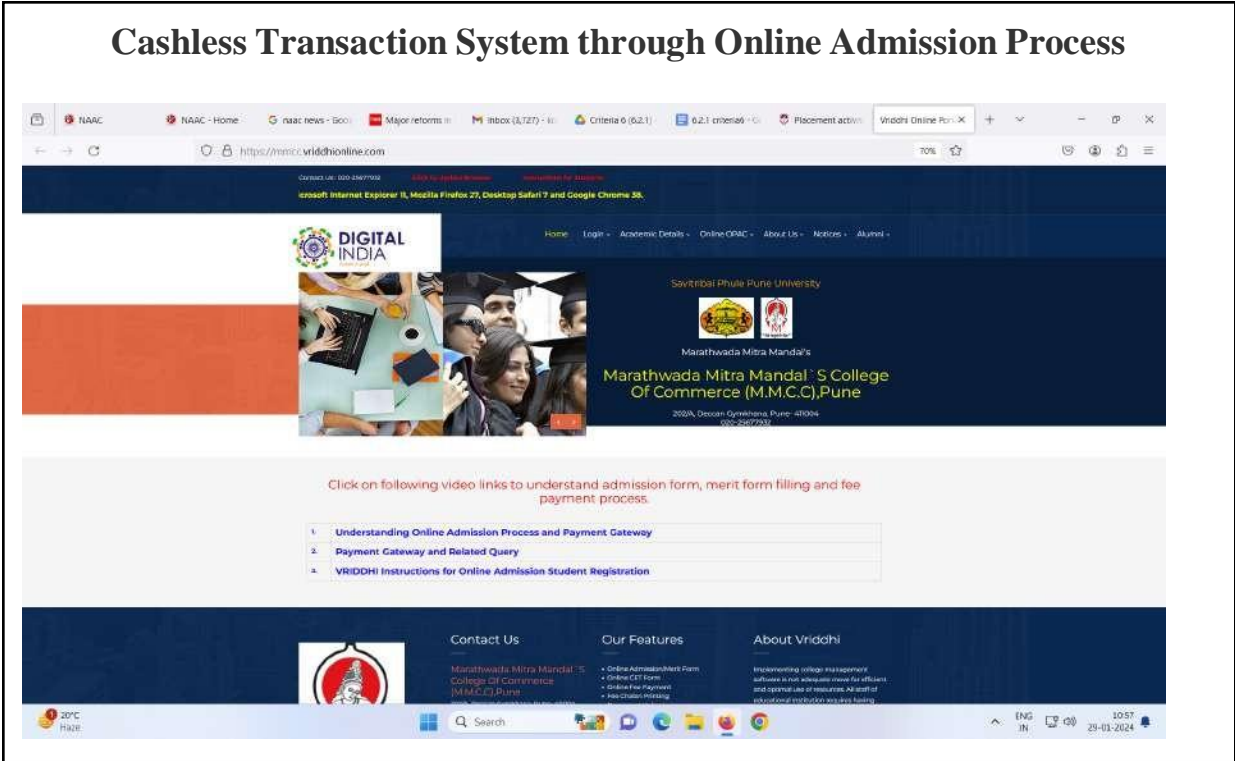 Cashless Transaction System through Online Admission Process
NAAC
NAAC - Home
naac news - Goo
Major reforms in
Inbox (3,727) -
Criteria 6 (6.2.1)
6.2.1 criteria6 - G
Placement activi
Vriddhi Online Por
https://mmcc.vriddhionline.com
70%
Contact Us: 020-25677932
icrosoft Internet Explorer 11, Mozilla Firefox 27, Desktop Safari 7 and Google Chrome 38.
DIGITAL
INDIA
Home Login Academic Details Online OPAC About Us Notices Alumni
Savitribai Phule Pune University
Marathwada Mitra Mandal's
Marathwada Mitra Mandal`S College
Of Commerce (M.M.C.C),Pune
202/A, Deccan Gymkhana, Pune- 411004
020-25677932
Click on following video links to understand admission form, merit form filling and fee
payment process.
1. Understanding Online Admission Process and Payment Gateway
2. Payment Gateway and Related Query
3. VRIDDHI Instructions for Online Admission Student Registration
Contact Us
Marathwada Mitra Mandal`S
College Of Commerce
(M.M.C.C),Pune
Our Features
• Online Admission/Merit Form
• Online CET Form
• Online Fee Payment
• Fee Challan Printing
About Vriddhi
Implementing college management
software is not adequate move for efficient
and optimal use of resources. All staff of
educational institution requires having
20°C
Haze
Search
ENG
IN
10:57
29-01-2024